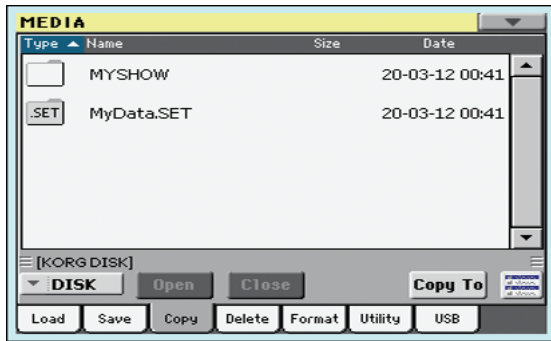 MEDIA
Type Name Size Date
MYSHOW 20-03-12 00:41
.SET MyData.SET 20-03-12 00:41
[KORG DISK]
DISK Open Close Copy To
Load Save Copy Delete Format Utility USB